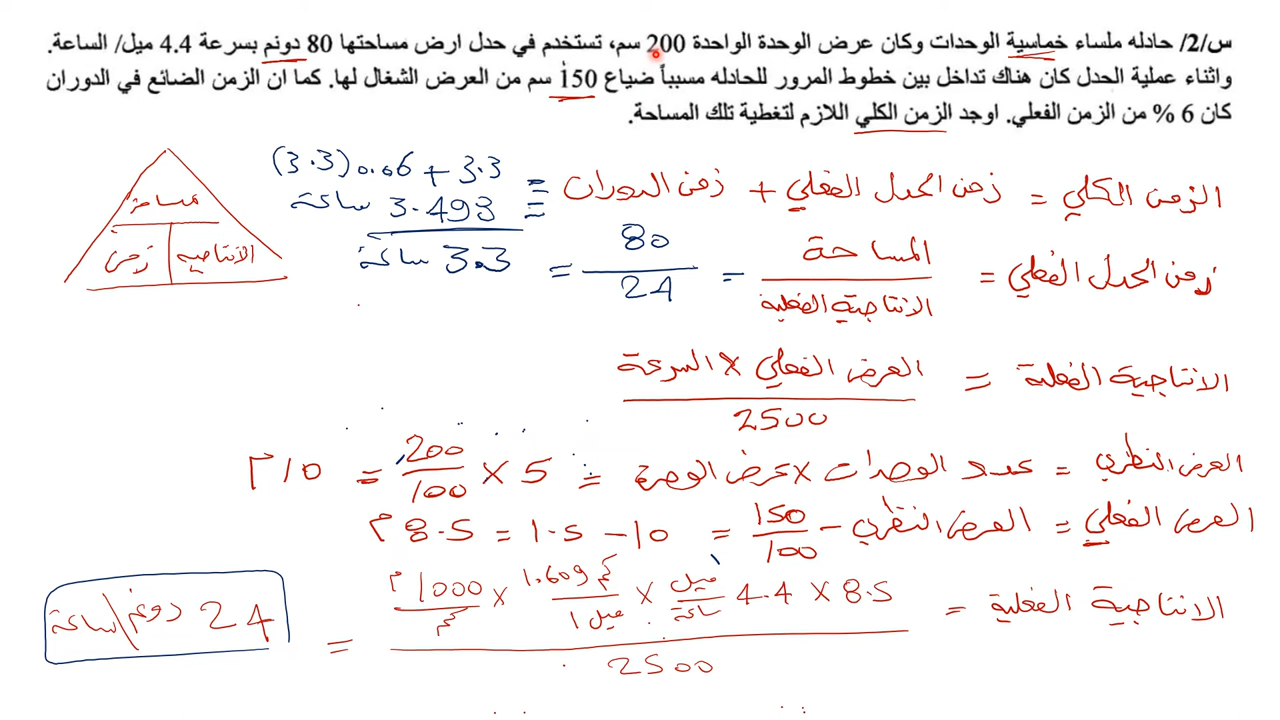 س/2/ حادله ملساء خماسية الوحدات وكان عرض الوحدة الواحدة 200 سم، تستخدم في حدل ارض مساحتها 80 دونم بسرعة 4.4 ميل/ الساعة.
واثناء عملية الحدل كان هناك تداخل بين خطوط المرور للحادله مسبباً ضياع 150 سم من العرض الشغال لها. كما ان الزمن الضائع في الدوران
كان 6 % من الزمن الفعلي. اوجد الزمن الكلي اللازم لتغطية تلك المساحة.
الزمن الكلي = زمن الحدل الفعلي + زمن الدوران = 3.3 + 0.06(3.3)
= 3.493 ساعة
مساحة
الانتاجيه زمن
زمن الحدل الفعلي = المساحة / الانتاجية الفعلية = 80 / 24 = 3.3 ساعة
الانتاجية الفعلية = العرض الفعلي × السرعة / 2500
العرض النظري = عدد الوحدات × عرض الوحدة = 5 × 200 / 100 = 10 م
العرض الفعلي = العرض النظري - 150 / 100 = 10 - 1.5 = 8.5 م
الانتاجية الفعلية = 8.5 × 4.4 ميل / ساعة × 1.609 كم / 1 ميل × 1000 م / كم / 2500 = 24 دونم/ساعة